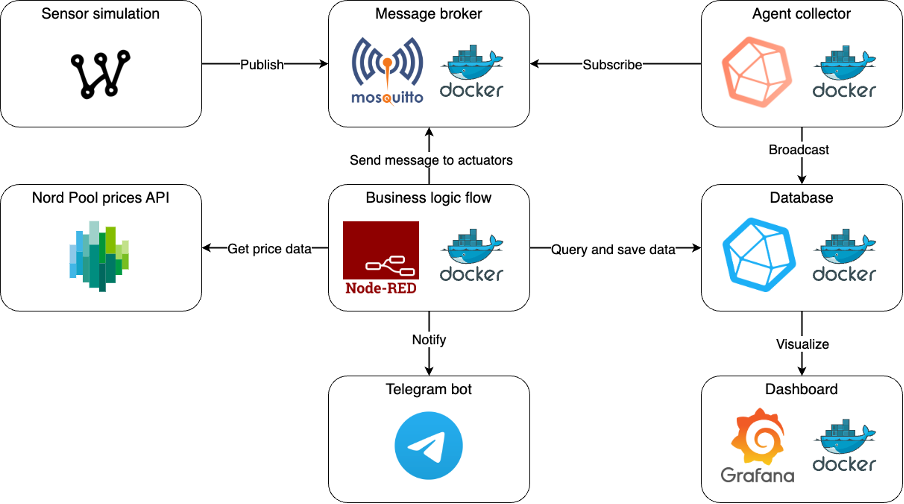 Sensor simulation
Message broker
Agent collector
Publish
Subscribe
mosquitto
docker
docker
Send message to actuators
Broadcast
Nord Pool prices API
Business logic flow
Database
Get price data
Query and save data
Node-RED
docker
docker
Notify
Visualize
Telegram bot
Dashboard
Grafana
docker